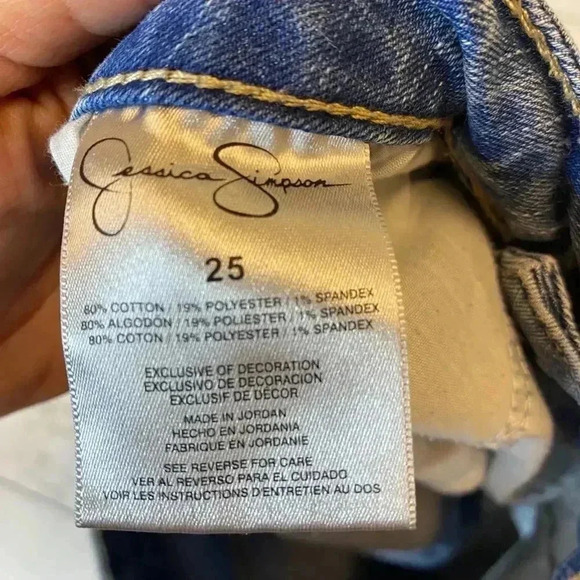 Jessica Simpson
25
80% COTTON / 19% POLYESTER / 1% SPANDEX
80% ALGODON / 19% POLIESTER / 1% SPANDEX
80% COTON / 19% POLYESTER / 1% SPANDEX
EXCLUSIVE OF DECORATION
EXCLUSIVO DE DECORACION
EXCLUSIF DE DÉCOR
MADE IN JORDAN
HECHO EN JORDANIA
FABRIQUE EN JORDANIE
SEE REVERSE FOR CARE
VER AL REVERSO PARA EL CUIDADO
VOIR LES INSTRUCTIONS D'ENTRETIEN AU DOS